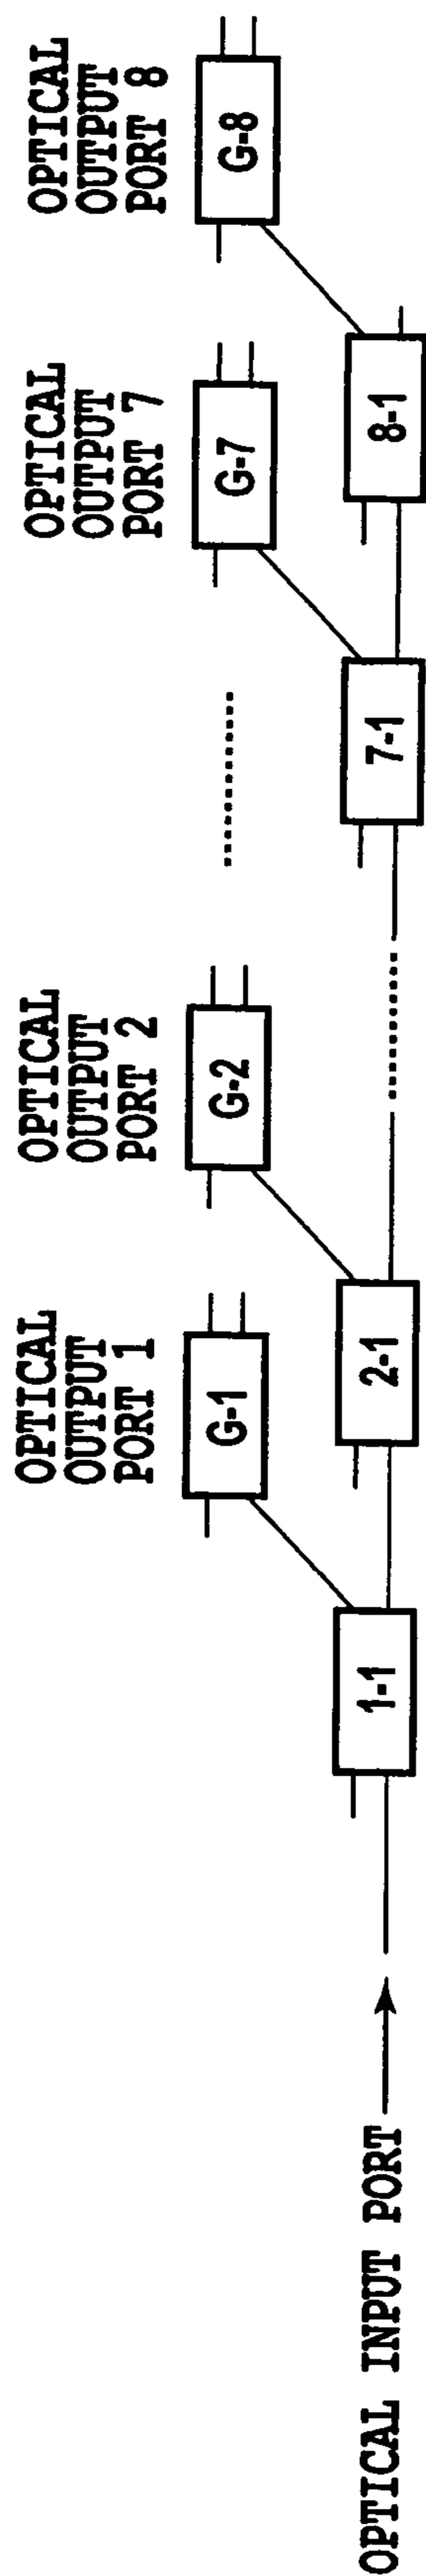 OPTICAL
OUTPUT
PORT 1
OPTICAL
OUTPUT
PORT 2
OPTICAL
OUTPUT
PORT 7
OPTICAL
OUTPUT
PORT 8
G-1
G-2
G-7
G-8
OPTICAL INPUT PORT
1-1
2-1
7-1
8-1